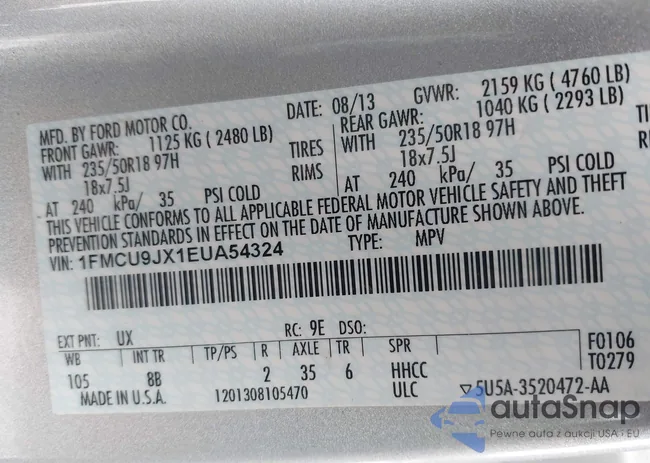 MFD. BY FORD MOTOR CO.
DATE: 08/13
GVWR: 2159 KG ( 4760 LB)
FRONT GAWR: 1125 KG ( 2480 LB)
REAR GAWR: 1040 KG ( 2293 LB)
WITH 235/50R18 97H TIRES WITH 235/50R18 97H
18x7.5J RIMS 18x7.5J
AT 240 kPa/ 35 PSI COLD AT 240 kPa/ 35 PSI COLD
THIS VEHICLE CONFORMS TO ALL APPLICABLE FEDERAL MOTOR VEHICLE SAFETY AND THEFT
PREVENTION STANDARDS IN EFFECT ON THE DATE OF MANUFACTURE SHOWN ABOVE.
VIN: 1FMCU9JX1EUA54324 TYPE: MPV
EXT PNT: UX RC: 9E DSO:
WB INT TR TP/PS R AXLE TR SPR F0106
105 8B 2 35 6 HHCC T0279
MADE IN U.S.A. 1201308105470 ULC 5U5A-3520472-AA
autoSnap
Pewne auta z aukcji USA i EU